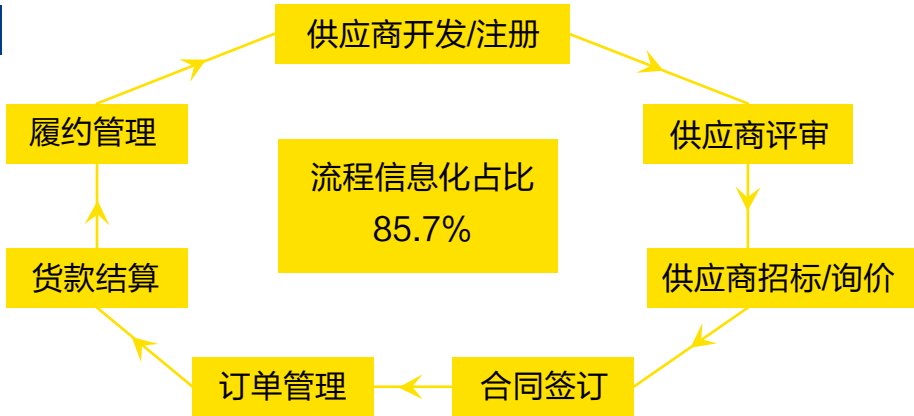 供应商开发/注册
履约管理
供应商评审
流程信息化占比
85.7%
货款结算
供应商招标/询价
订单管理
合同签订